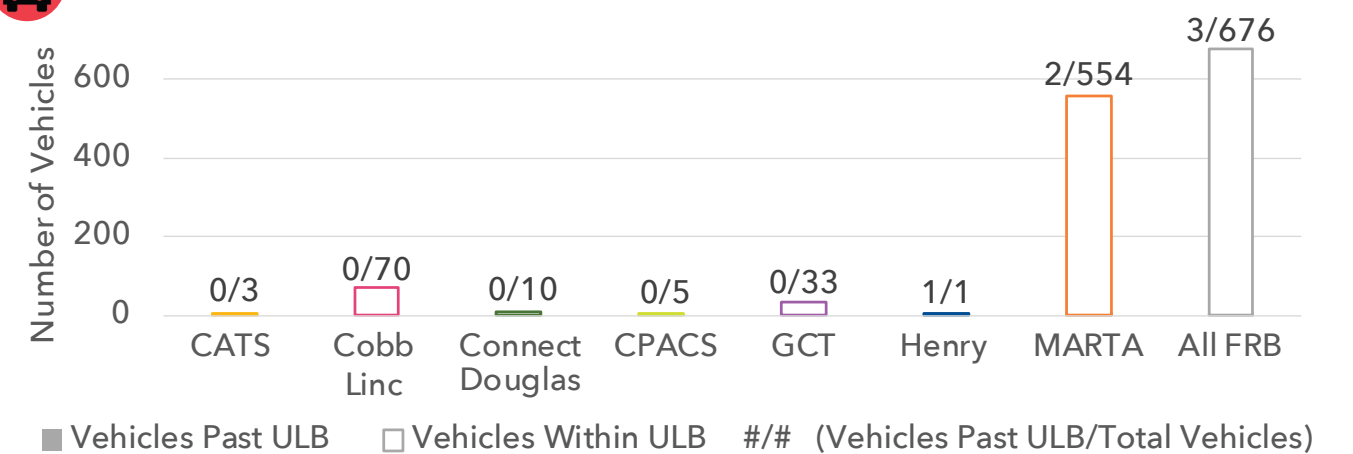 Number of Vehicles
600
400
200
0
0/3
0/70
0/10
0/5
0/33
1/1
2/554
3/676
CATS
Cobb
Linc
Connect
Douglas
CPACS
GCT
Henry
MARTA
All FRB
Vehicles Past ULB
Vehicles Within ULB
#/# (Vehicles Past ULB/Total Vehicles)